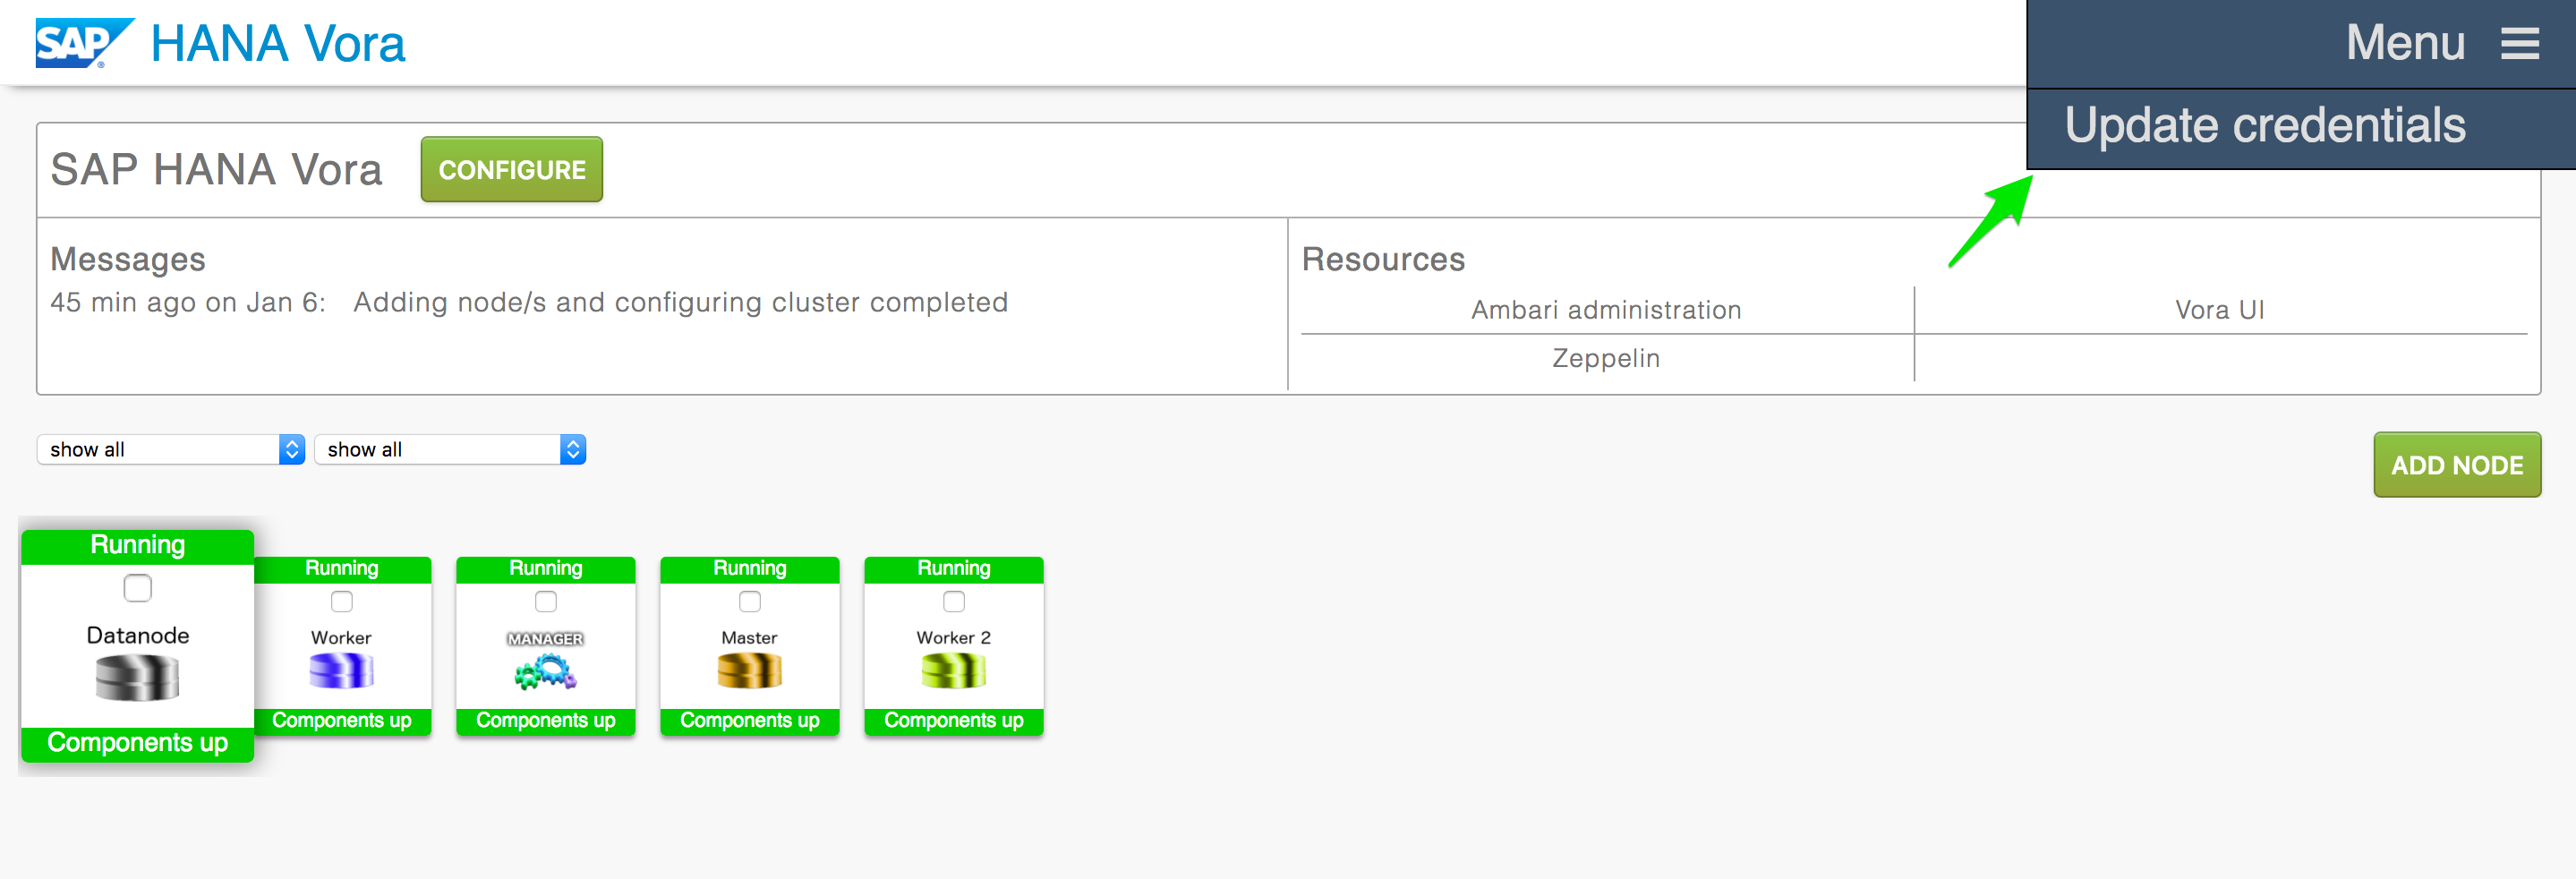 SAP ® HANA Vora
Menu
Update credentials
SAP HANA Vora CONFIGURE
Messages
45 min ago on Jan 6: Adding node/s and configuring cluster completed
Resources
Ambari administration Vora UI
Zeppelin
show all show all
ADD NODE
Running
Datanode
Components up
Running
Worker
Components up
Running
MANAGER
Components up
Running
Master
Components up
Running
Worker 2
Components up